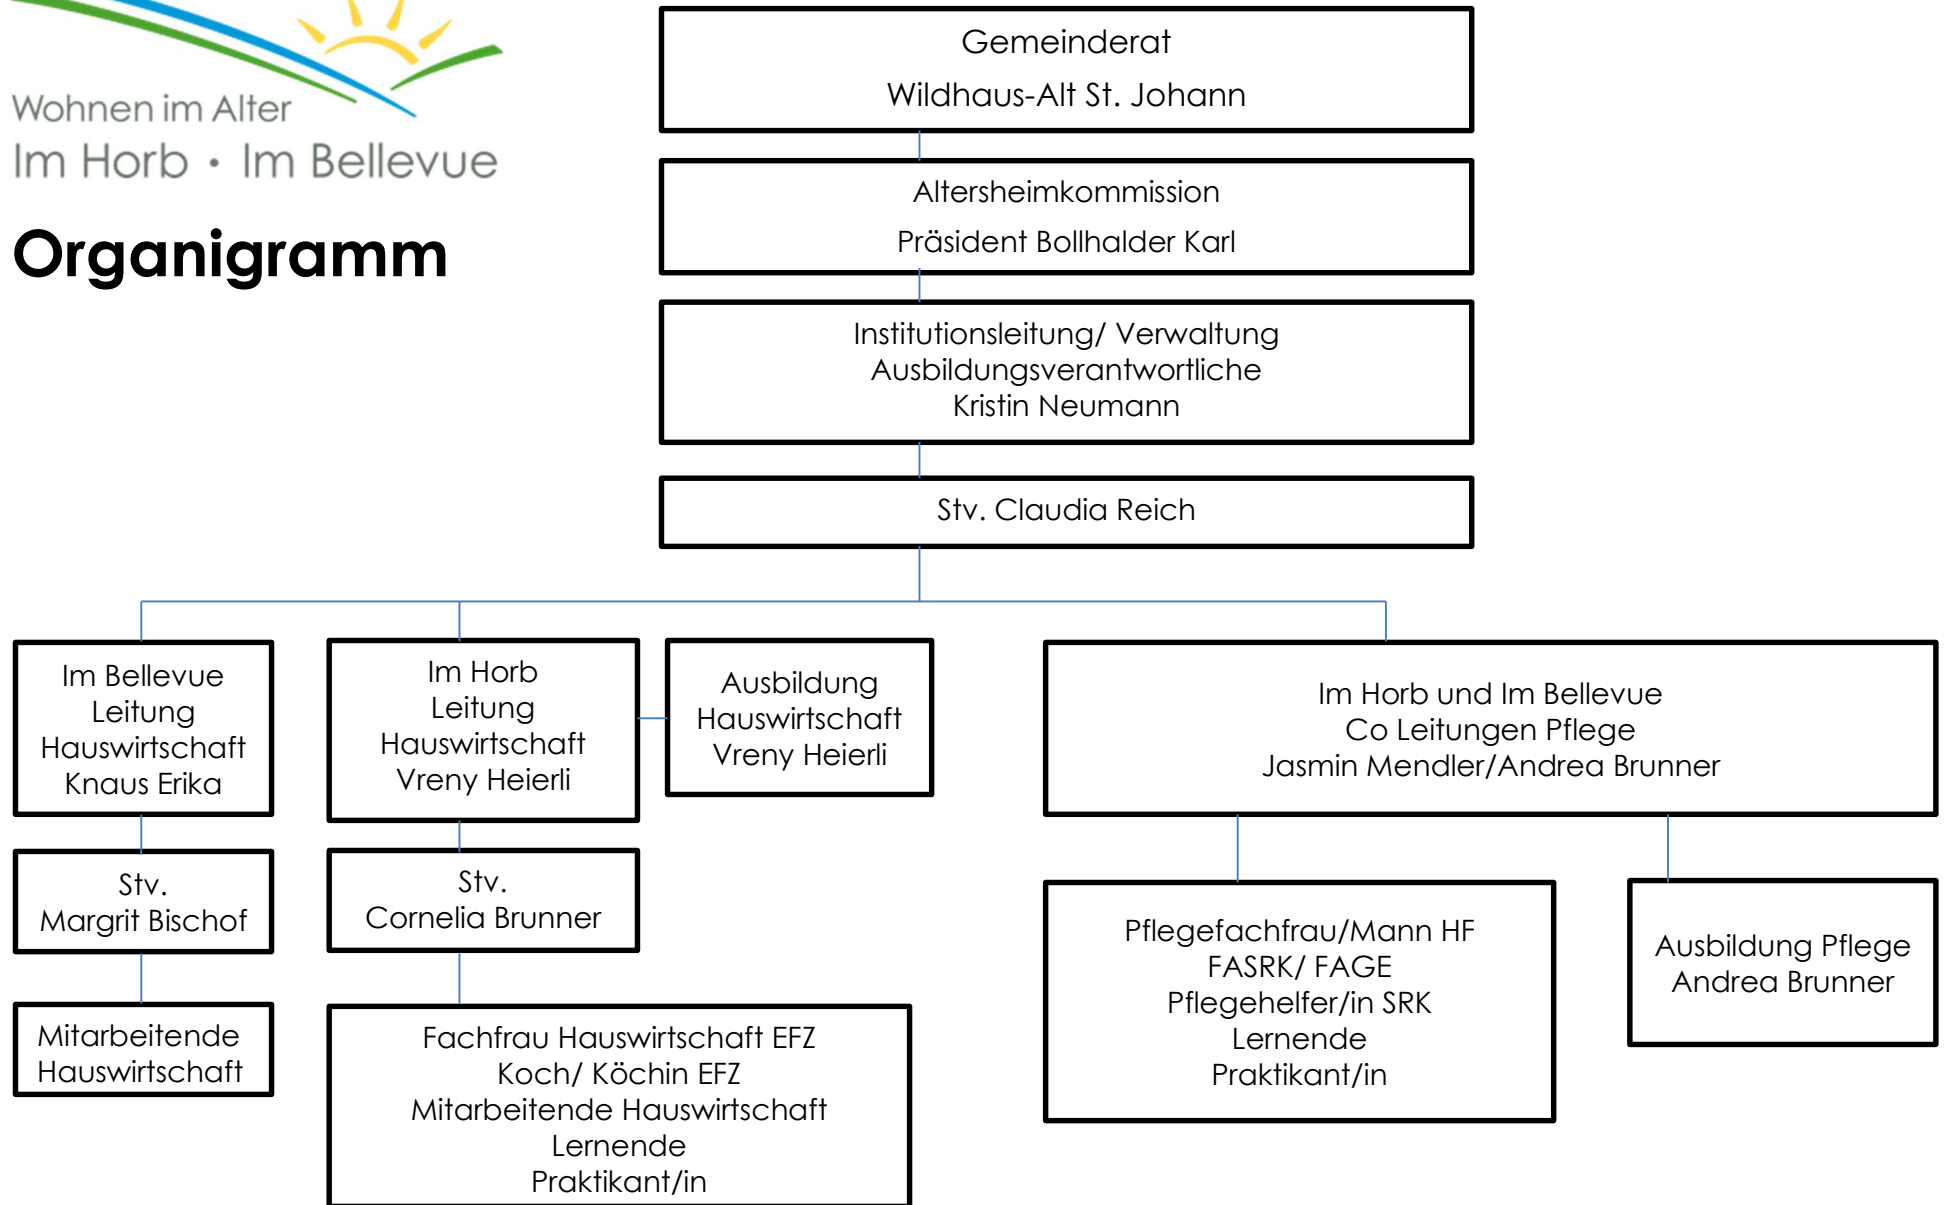 Wohnen im Alter
Im Horb • Im Bellevue
Organigramm
Gemeinderat
Wildhaus-Alt St. Johann
Altersheimkommission
Präsident Bollhalder Karl
Institutionsleitung/ Verwaltung
Ausbildungsverantwortliche
Kristin Neumann
Stv. Claudia Reich
Im Bellevue
Leitung
Hauswirtschaft
Knaus Erika
Im Horb
Leitung
Hauswirtschaft
Vreny Heierli
Ausbildung
Hauswirtschaft
Vreny Heierli
Im Horb und Im Bellevue
Co Leitungen Pflege
Jasmin Mendler/Andrea Brunner
Stv.
Margrit Bischof
Stv.
Cornelia Brunner
Mitarbeitende
Hauswirtschaft
Fachfrau Hauswirtschaft EFZ
Koch/ Köchin EFZ
Mitarbeitende Hauswirtschaft
Lernende
Praktikant/in
Pflegefachfrau/Mann HF
FASRK/ FAGE
Pflegehelfer/in SRK
Lernende
Praktikant/in
Ausbildung Pflege
Andrea Brunner